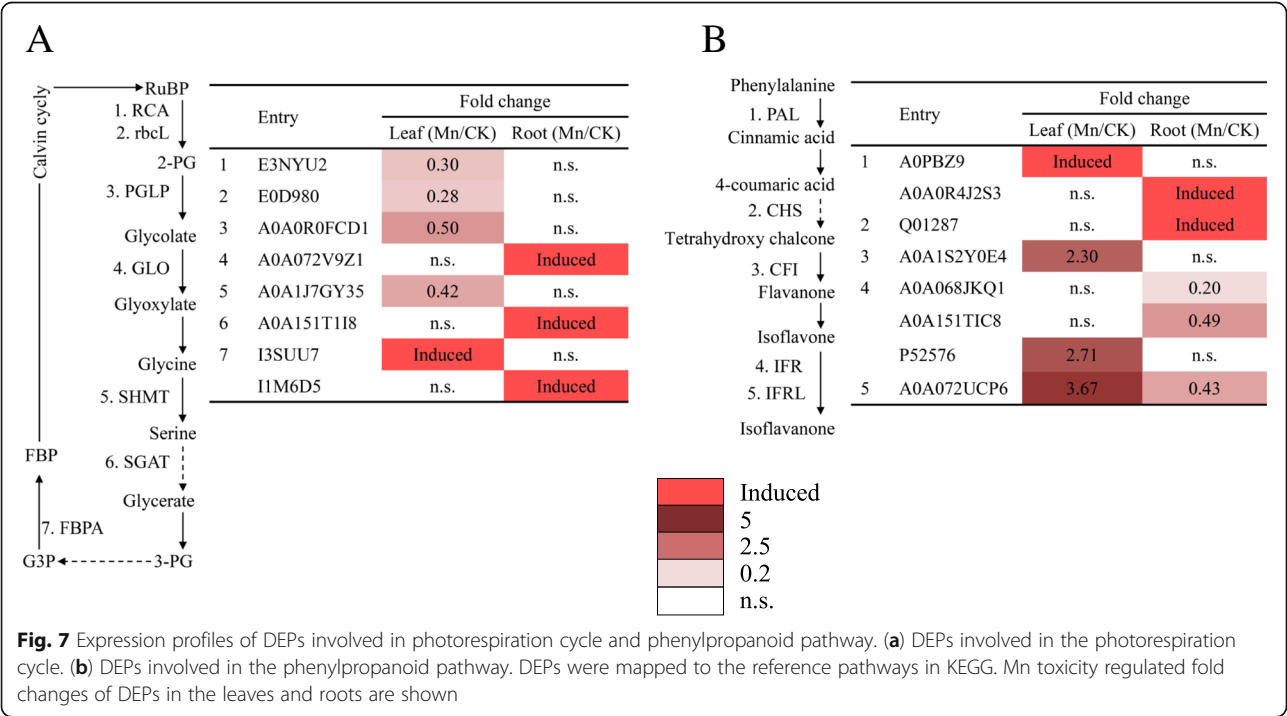 A
Calvin cycly
RuBP
1. RCA
2. rbcL
2-PG
3. PGLP
Glycolate
4. GLO
Glyoxylate
Glycine
5. SHMT
Serine
6. SGAT
Glycerate
3-PG
G3P
7. FBPA
FBP
Entry Fold change
Leaf (Mn/CK) Root (Mn/CK)
1 E3NYU2 0.30 n.s.
2 E0D980 0.28 n.s.
3 A0A0R0FCD1 0.50 n.s.
4 A0A072V9Z1 n.s. Induced
5 A0A1J7GY35 0.42 n.s.
6 A0A151T1I8 n.s. Induced
7 I3SUU7 Induced n.s.
I1M6D5 n.s. Induced
B
Phenylalanine
1. PAL
Cinnamic acid
4-coumaric acid
2. CHS
Tetrahydroxy chalcone
3. CFI
Flavanone
Isoflavone
4. IFR
5. IFRL
Isoflavanone
Entry Fold change
Leaf (Mn/CK) Root (Mn/CK)
1 A0PBZ9 Induced n.s.
A0A0R4J2S3 n.s. Induced
2 Q01287 n.s. Induced
3 A0A1S2Y0E4 2.30 n.s.
4 A0A068JKQ1 n.s. 0.20
A0A151TIC8 n.s. 0.49
P52576 2.71 n.s.
5 A0A072UCP6 3.67 0.43
Induced
5
2.5
0.2
n.s.
Fig. 7 Expression profiles of DEPs involved in photorespiration cycle and phenylpropanoid pathway. (a) DEPs involved in the photorespiration
cycle. (b) DEPs involved in the phenylpropanoid pathway. DEPs were mapped to the reference pathways in KEGG. Mn toxicity regulated fold
changes of DEPs in the leaves and roots are shown